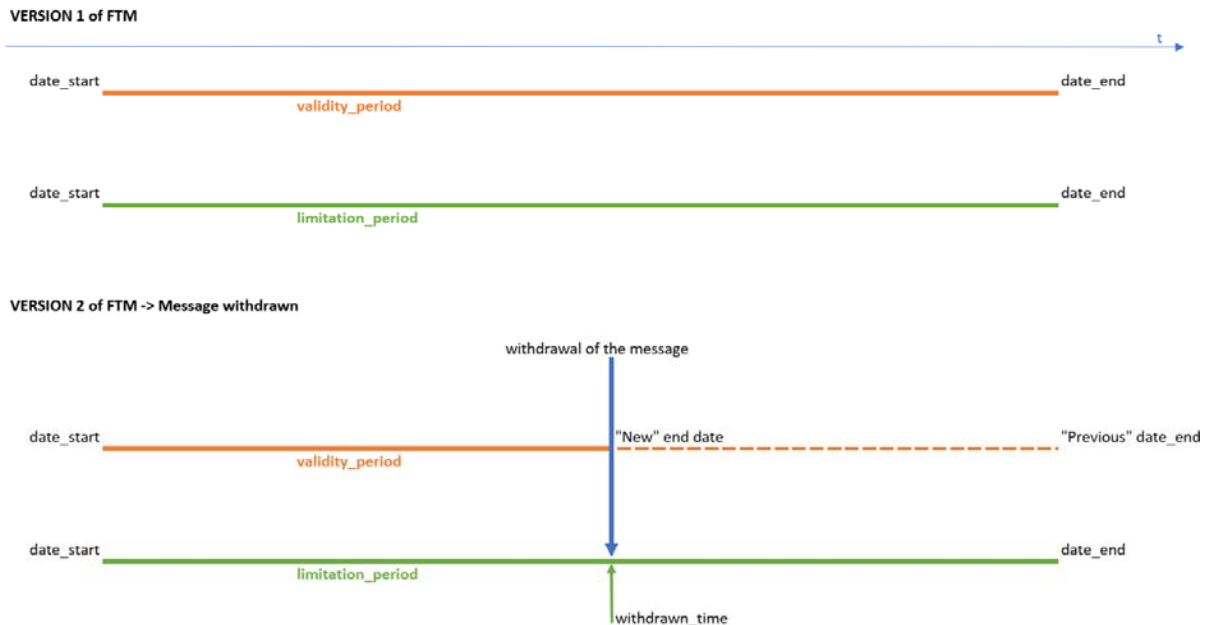 VERSION 1 of FTM
t
date_start date_end
validity_period
date_start date_end
limitation_period
VERSION 2 of FTM -> Message withdrawn
withdrawal of the message
date_start "New" end date "Previous" date_end
validity_period
date_start date_end
limitation_period
withdrawn_time